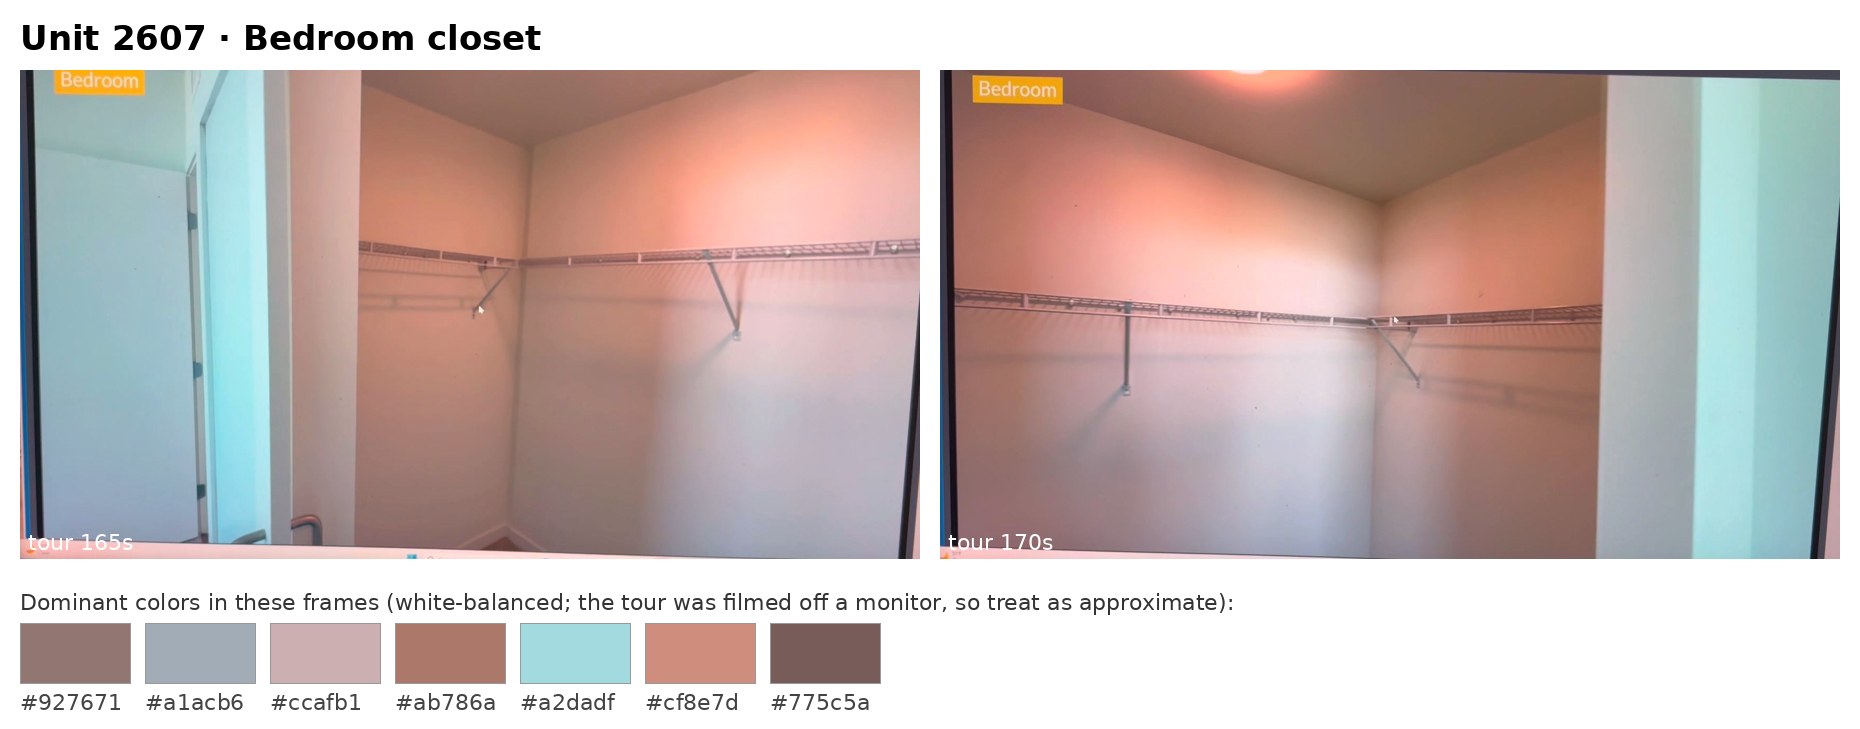 Unit 2607 · Bedroom closet
Bedroom
Bedroom
tour 165s
tour 170s
Dominant colors in these frames (white-balanced; the tour was filmed off a monitor, so treat as approximate):
#927671 #a1acb6 #ccafb1 #ab786a #a2dadf #cf8e7d #775c5a